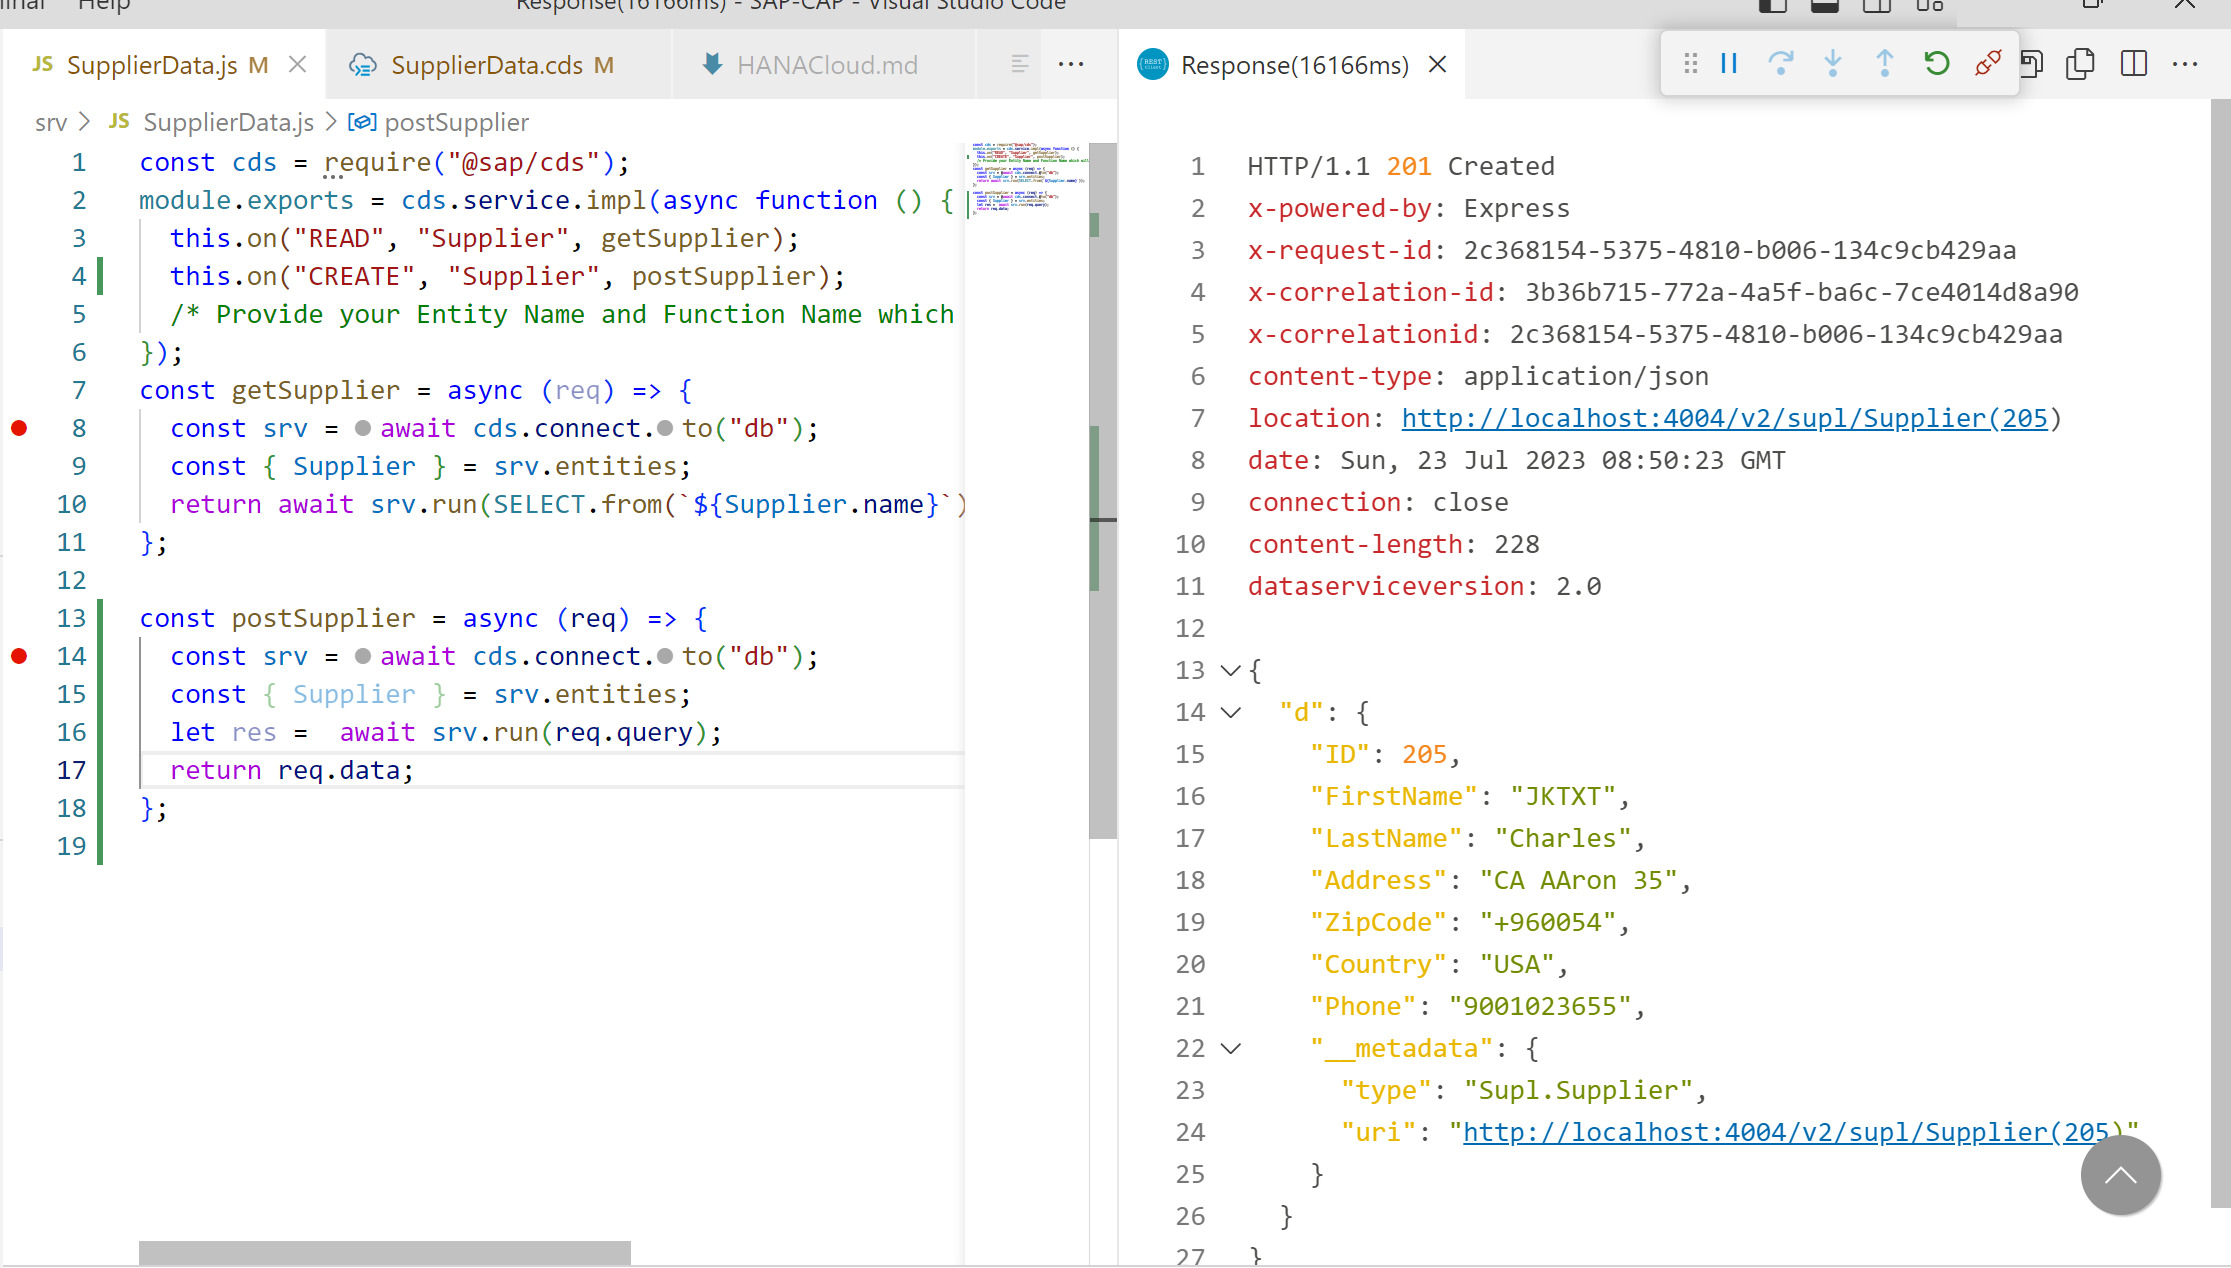 Help
Response(16166ms) - SAP-CAP - Visual Studio Code
JS SupplierData.js M
SupplierData.cds M
HANACloud.md
Response(16166ms)
srv > JS SupplierData.js > postSupplier
1 const cds = require("@sap/cds");
2 module.exports = cds.service.impl(async function () {
3 this.on("READ", "Supplier", getSupplier);
4 this.on("CREATE", "Supplier", postSupplier);
5 /* Provide your Entity Name and Function Name which
6 });
7 const getSupplier = async (req) => {
8 const srv = await cds.connect.to("db");
9 const { Supplier } = srv.entities;
10 return await srv.run(SELECT.from(`${Supplier.name}`)
11 };
12
13 const postSupplier = async (req) => {
14 const srv = await cds.connect.to("db");
15 const { Supplier } = srv.entities;
16 let res =  await srv.run(req.query);
17 return req.data;
18 };
19
1 HTTP/1.1 201 Created
2 x-powered-by: Express
3 x-request-id: 2c368154-5375-4810-b006-134c9cb429aa
4 x-correlation-id: 3b36b715-772a-4a5f-ba6c-7ce4014d8a90
5 x-correlationid: 2c368154-5375-4810-b006-134c9cb429aa
6 content-type: application/json
7 location: http://localhost:4004/v2/supl/Supplier(205)
8 date: Sun, 23 Jul 2023 08:50:23 GMT
9 connection: close
10 content-length: 228
11 dataserviceversion: 2.0
12
13 {
14 "d": {
15 "ID": 205,
16 "FirstName": "JKTXT",
17 "LastName": "Charles",
18 "Address": "CA AAron 35",
19 "ZipCode": "+960054",
20 "Country": "USA",
21 "Phone": "9001023655",
22 "__metadata": {
23 "type": "Supl.Supplier",
24 "uri": "http://localhost:4004/v2/supl/Supplier(205)"
25 }
26 }
27 }